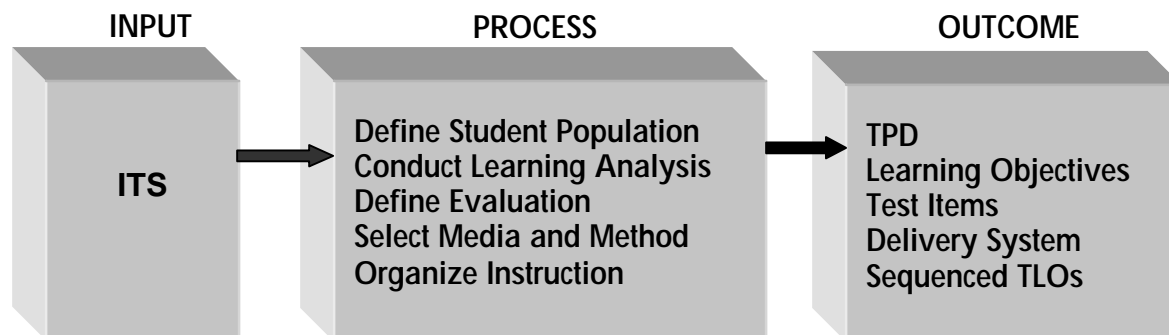 INPUT
ITS
PROCESS
Define Student Population
Conduct Learning Analysis
Define Evaluation
Select Media and Method
Organize Instruction
OUTCOME
TPD
Learning Objectives
Test Items
Delivery System
Sequenced TLOs